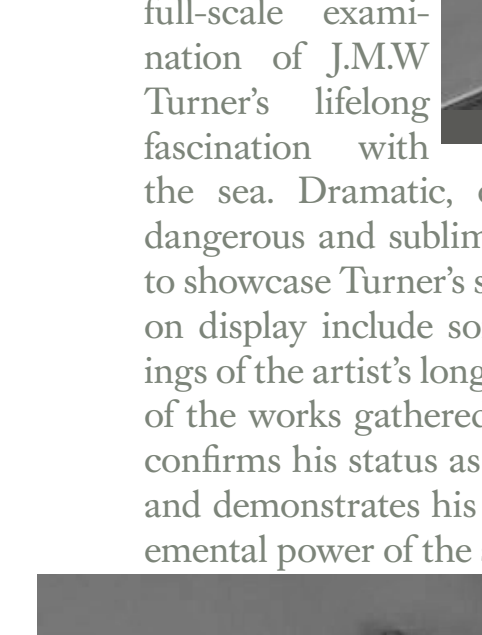 full-scale exami-
nation of J.M.W
Turner's lifelong
fascination with
the sea. Dramatic,
dangerous and
to showcase Turner's
on display include
ings of the artist's
of the works
confirms his status as
and demonstrates his
emental power of the